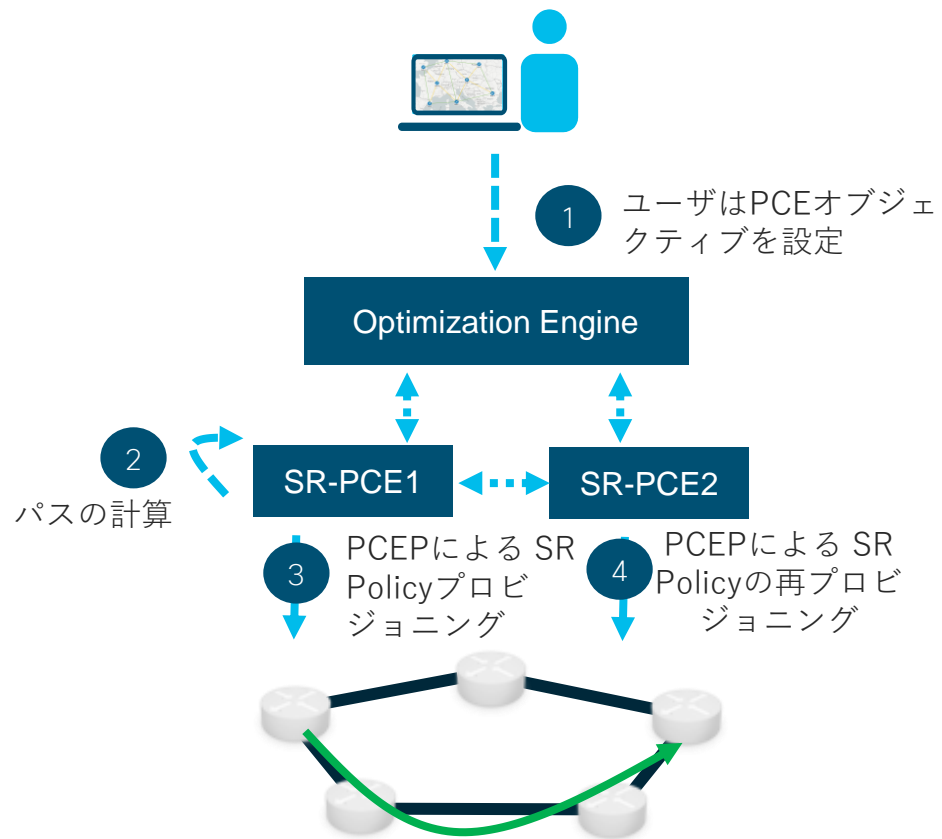 1
ユーザはPCEオブジェ
クティブを設定
Optimization Engine
2
パスの計算
SR-PCE1
SR-PCE2
3
PCEPによる SR
Policyプロビ
ジョニング
4
PCEPによる SR
Policyの再プロビ
ジョニング